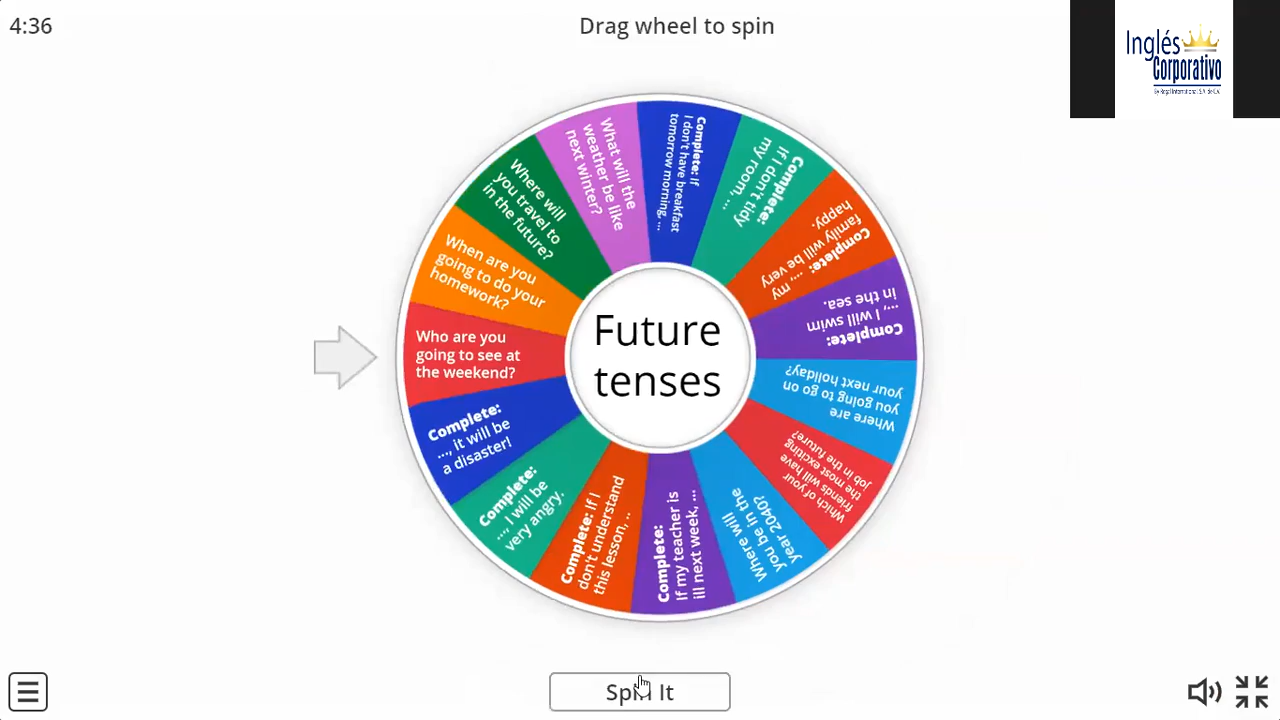 4:36
Drag wheel to spin
Inglés
Corporativo
Complete: If
I don't have breakfast
tomorrow morning, ...
Complete:
If I don't tidy
my room, ...
Complete:
..., my
family will be very
happy.
Complete:
..., I will swim
in the sea.
Where are
you going to go on
your next holiday?
Which of your
friends will have
the most exciting
job in the future?
Where will
you be in the
year 2040?
Complete:
If my teacher is
ill next week, ...
Complete: If I
don't understand
this lesson, ..
Complete:
..., I will be
very angry.
Complete:
..., it will be
a disaster!
Who are you
going to see at
the weekend?
When are you
going to do your
homework?
Where will
you travel to
in the future?
What will the
weather be like
next winter?
Future
tenses
Spin It